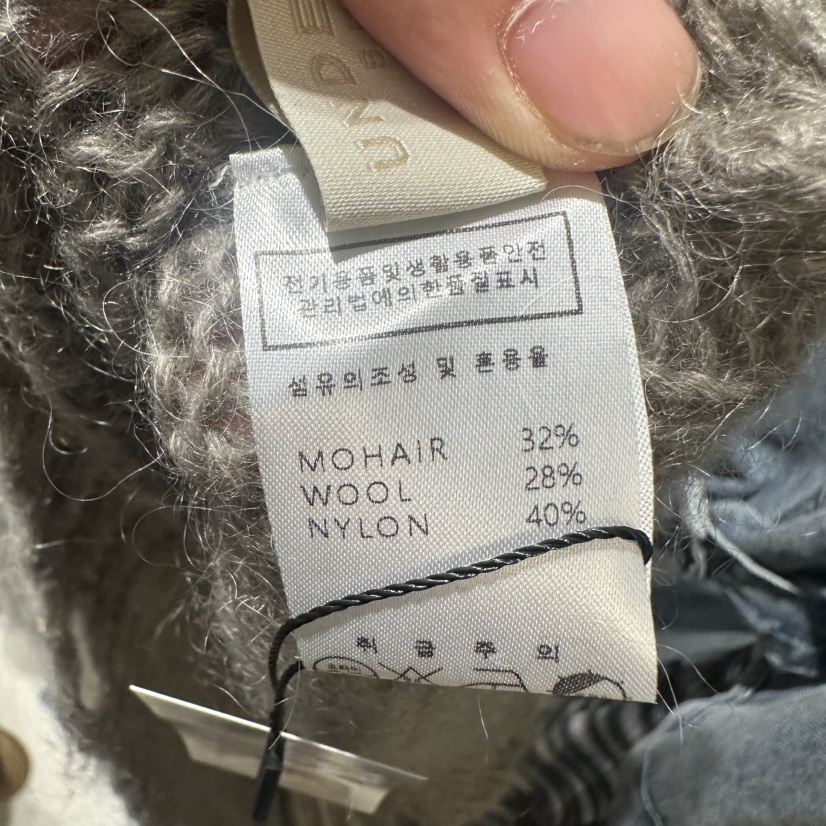 UNDE
전기용품및생활용품안전
관리법에의한품질표시
섬유의조성 및 혼용율
MOHAIR 32%
WOOL 28%
NYLON 40%
취 급 주 의